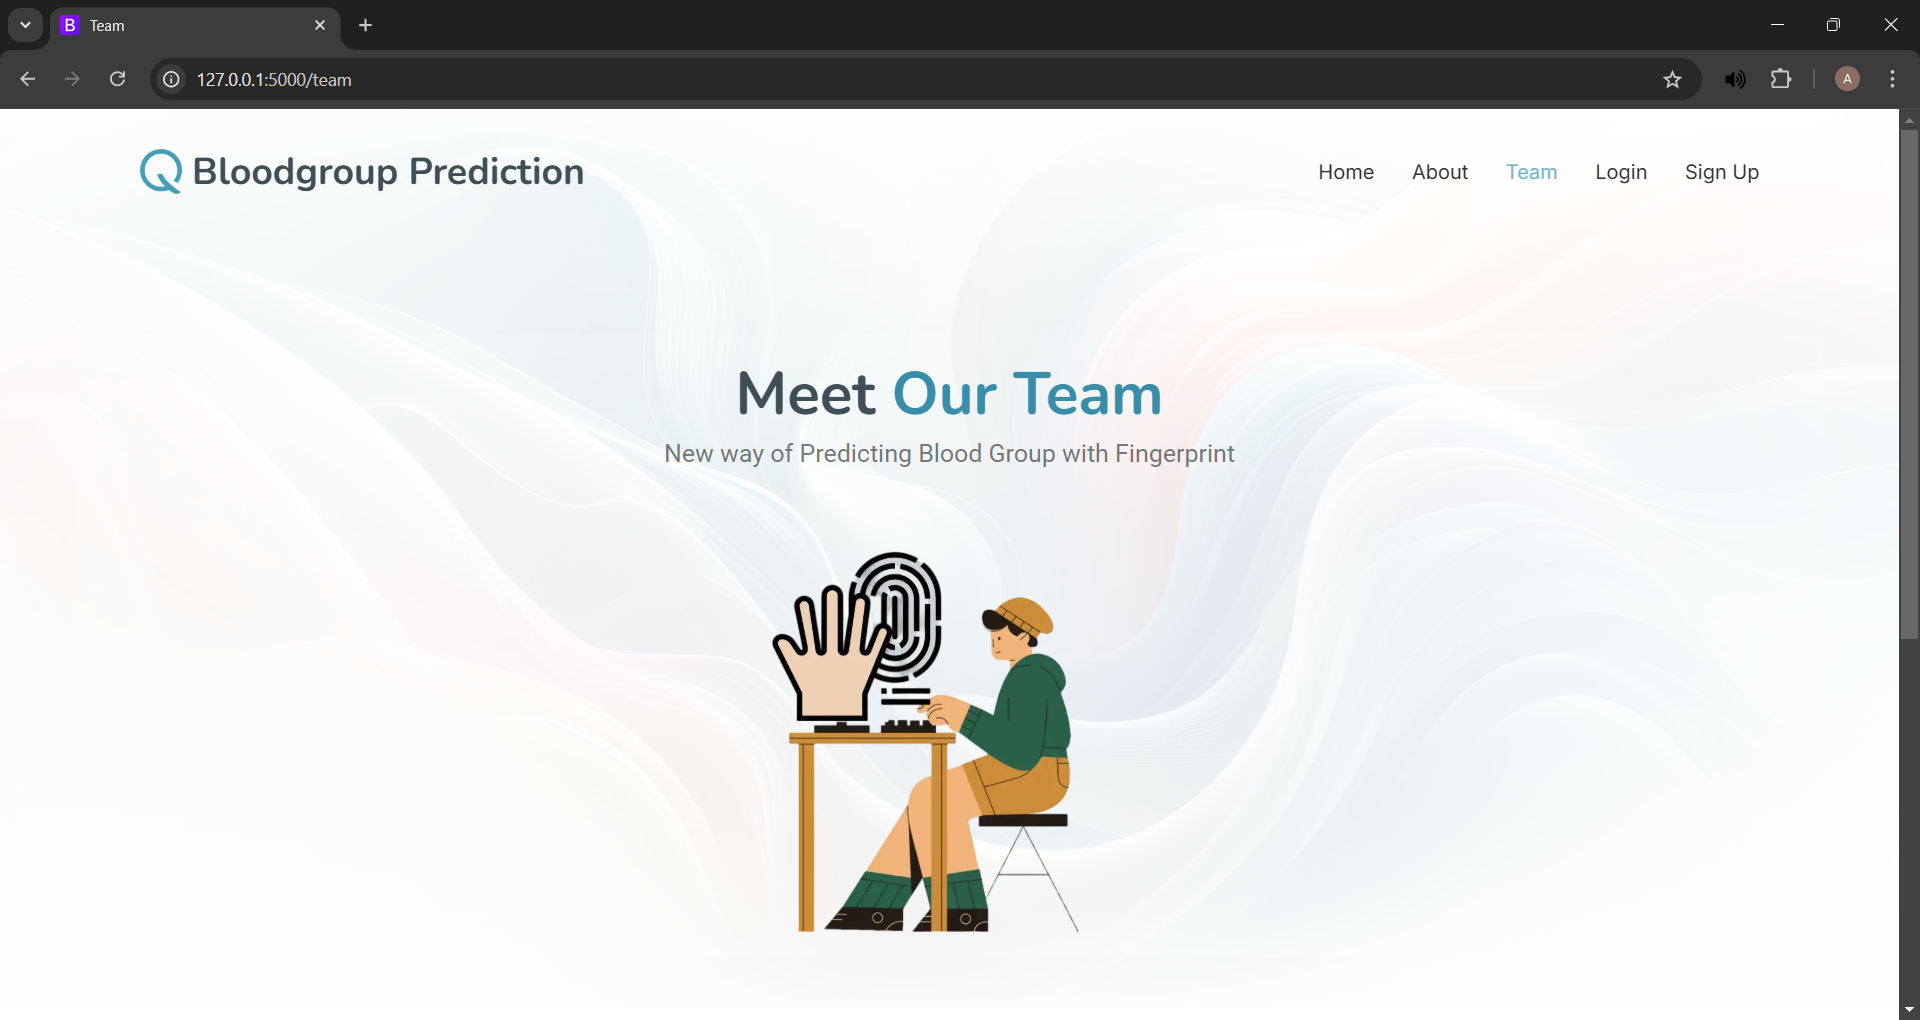 B Team
127.0.0.1:5000/team
A
Bloodgroup Prediction
Home About Team Login Sign Up
Meet Our Team
New way of Predicting Blood Group with Fingerprint